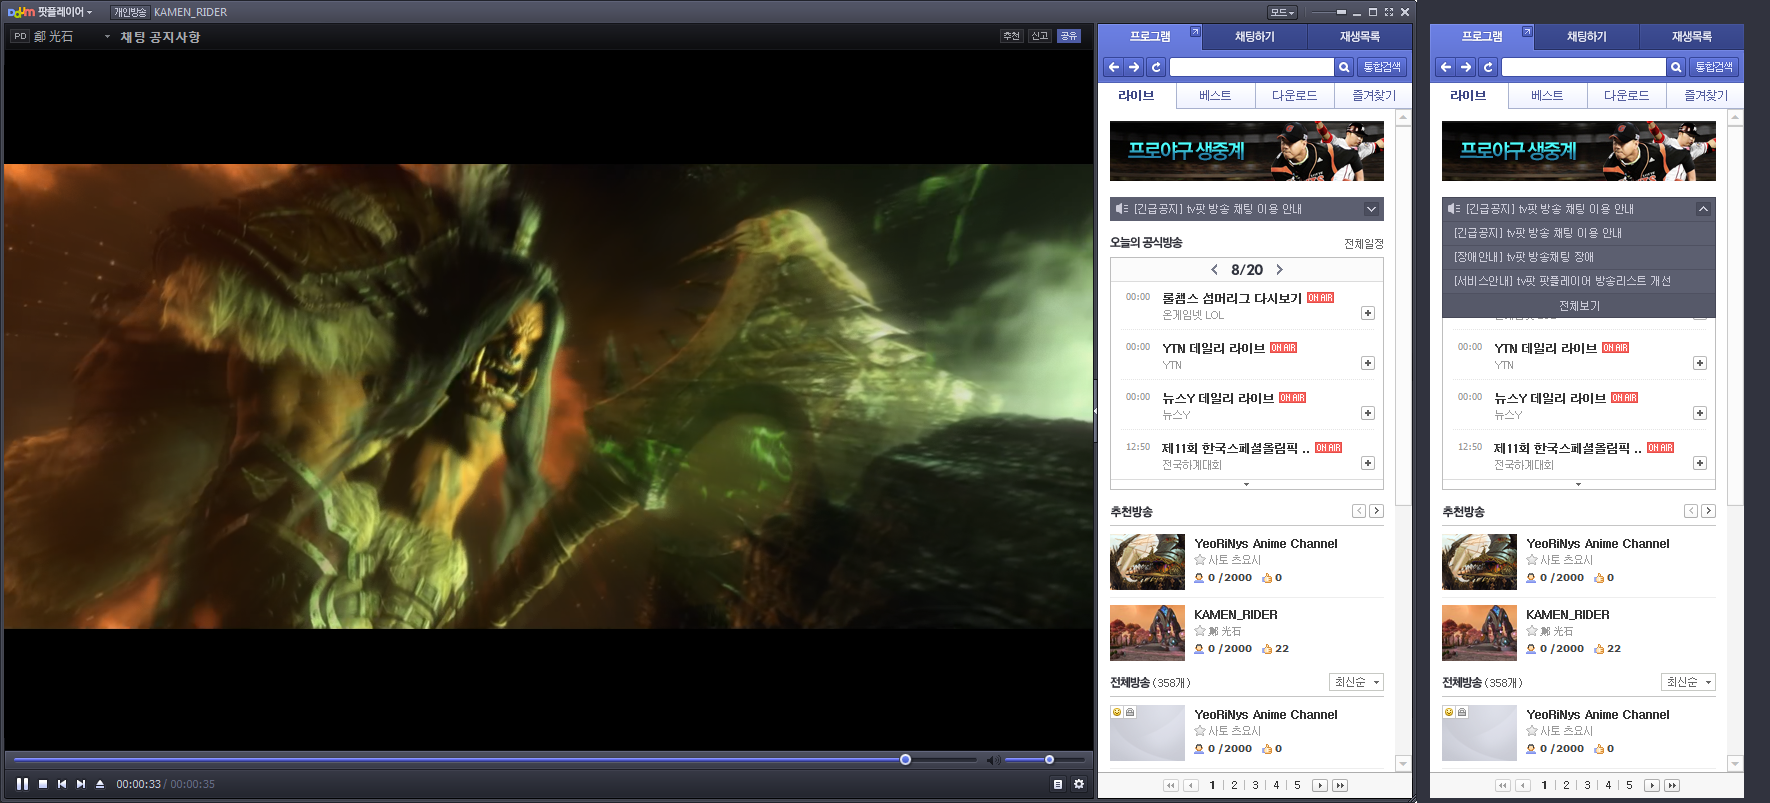 Daum 팟플레이어
개인방송 KAMEN_RIDER
모드
PD 鄭 光石
채팅 공지사항
추천
신고
공유
00:00:33 / 00:00:35
프로그램
채팅하기
재생목록
통합검색
라이브
베스트
다운로드
즐겨찾기
프로야구 생중계
[긴급공지] tv팟 방송 채팅 이용 안내
오늘의 공식방송
전체일정
8/20
00:00
롤챔스 섬머리그 다시보기 ON AIR
온게임넷 LOL
00:00
YTN 데일리 라이브 ON AIR
YTN
00:00
뉴스Y 데일리 라이브 ON AIR
뉴스Y
12:50
제11회 한국스페셜올림픽 .. ON AIR
전국하계대회
추천방송
YeoRiNys Anime Channel
사토 츠요시
0 /2000 0
KAMEN_RIDER
鄭 光石
0 /2000 22
전체방송 (358개)
최신순
YeoRiNys Anime Channel
사토 츠요시
0 /2000 0
1 | 2 | 3 | 4 | 5
프로그램
채팅하기
재생목록
통합검색
라이브
베스트
다운로드
즐겨찾기
프로야구 생중계
[긴급공지] tv팟 방송 채팅 이용 안내
[긴급공지] tv팟 방송 채팅 이용 안내
[장애안내] tv팟 방송채팅 장애
[서비스안내] tv팟 팟플레이어 방송리스트 개선
전체보기
00:00
YTN 데일리 라이브 ON AIR
YTN
00:00
뉴스Y 데일리 라이브 ON AIR
뉴스Y
12:50
제11회 한국스페셜올림픽 .. ON AIR
전국하계대회
추천방송
YeoRiNys Anime Channel
사토 츠요시
0 /2000 0
KAMEN_RIDER
鄭 光石
0 /2000 22
전체방송 (358개)
최신순
YeoRiNys Anime Channel
사토 츠요시
0 /2000 0
1 | 2 | 3 | 4 | 5